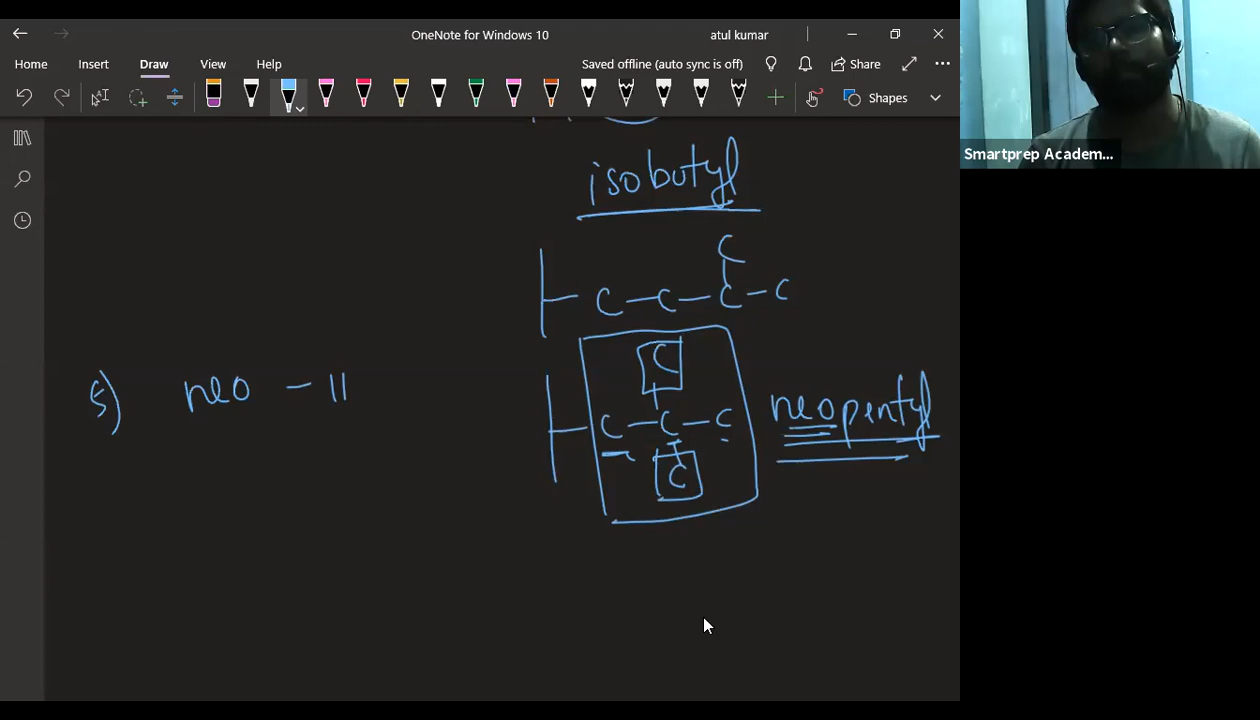 OneNote for Windows 10
atul kumar
Home Insert Draw View Help
Saved offline (auto sync is off)
Share
Shapes
Smartprep Academ...
isobutyl
C
C — C — C — C
C
5) neo — 11
C — C — C
neopentyl
C